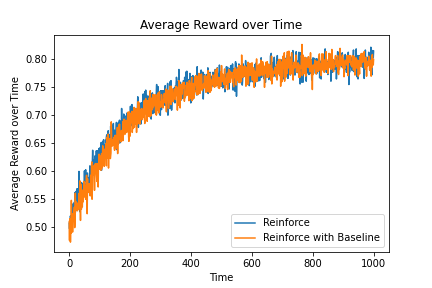 Average Reward over Time
Average Reward over Time
0.80
0.75
0.70
0.65
0.60
0.55
0.50
Reinforce
Reinforce with Baseline
0
200
400
600
800
1000
Time